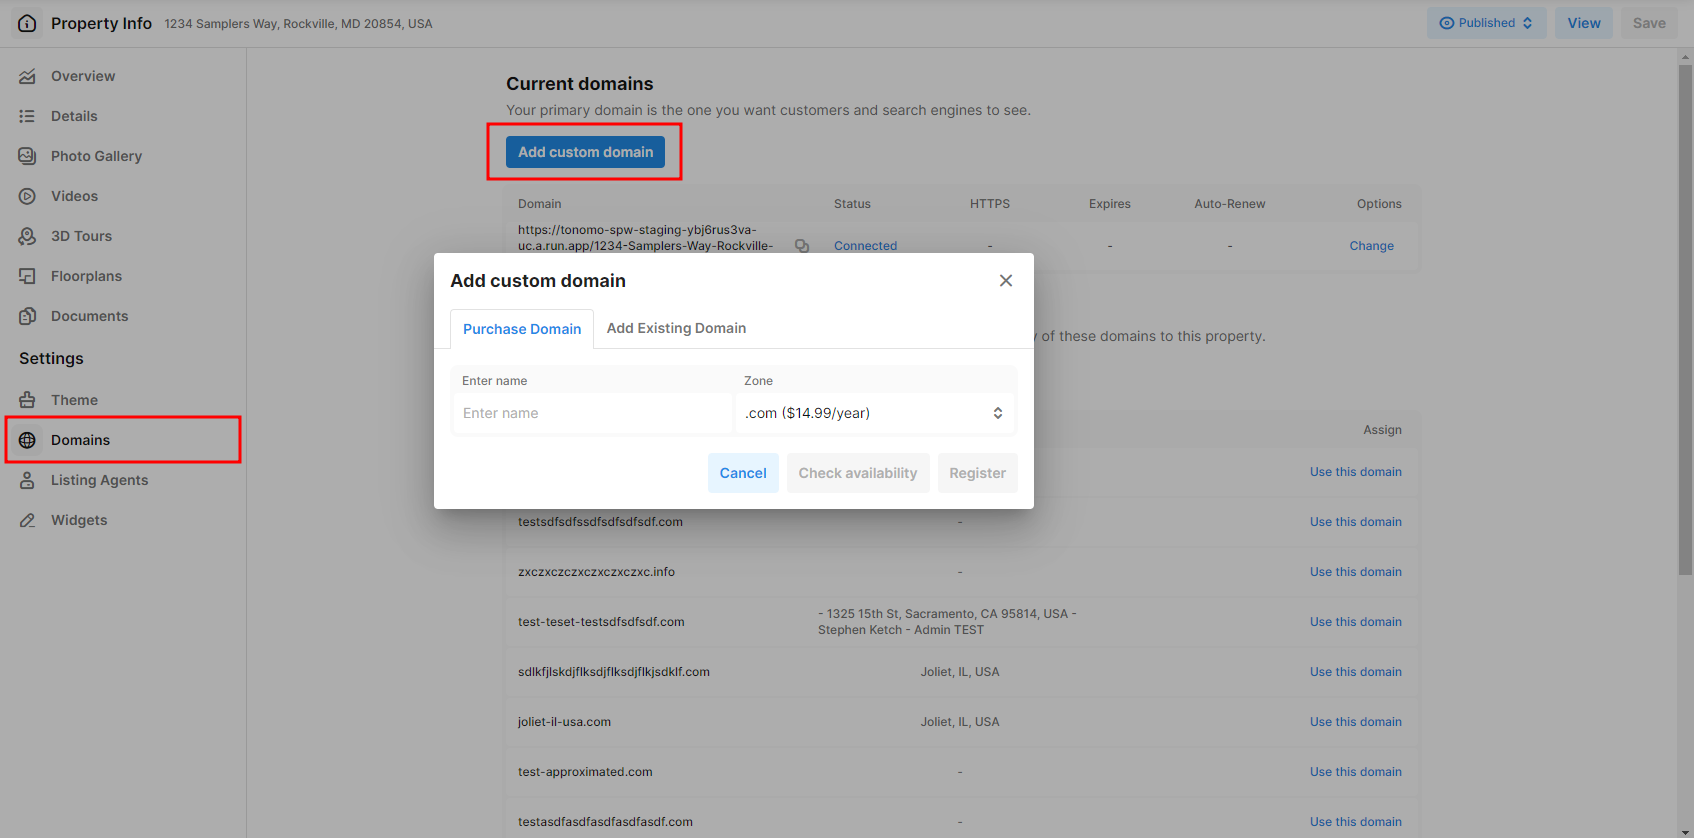 Property Info 1234 Samplers Way, Rockville, MD 20854, USA
Published View Save
Overview
Details
Photo Gallery
Videos
3D Tours
Floorplans
Documents
Settings
Theme
Domains
Listing Agents
Widgets
Current domains
Your primary domain is the one you want customers and search engines to see.
Add custom domain
Domain Status HTTPS Expires Auto-Renew Options
https://tonomo-spw-staging-ybj6rus3va-
uc.a.run.app/1234-Samplers-Way-Rockville- Connected - - - Change
Add custom domain
Purchase Domain Add Existing Domain
of these domains to this property.
Enter name Zone
Enter name .com ($14.99/year)
Cancel Check availability Register
Assign
Use this domain
testsdfsdfssdfsdfsdfsdf.com - Use this domain
zxczxczczxczxczxczxc.info - Use this domain
test-teset-testsdfsdfsdf.com - 1325 15th St, Sacramento, CA 95814, USA -
Stephen Ketch - Admin TEST Use this domain
sdlkfjlskdjflksdjflksdjflkjsdklf.com Joliet, IL, USA Use this domain
joliet-il-usa.com Joliet, IL, USA Use this domain
test-approximated.com - Use this domain
testasdfasdfasdfasdfasdf.com - Use this domain